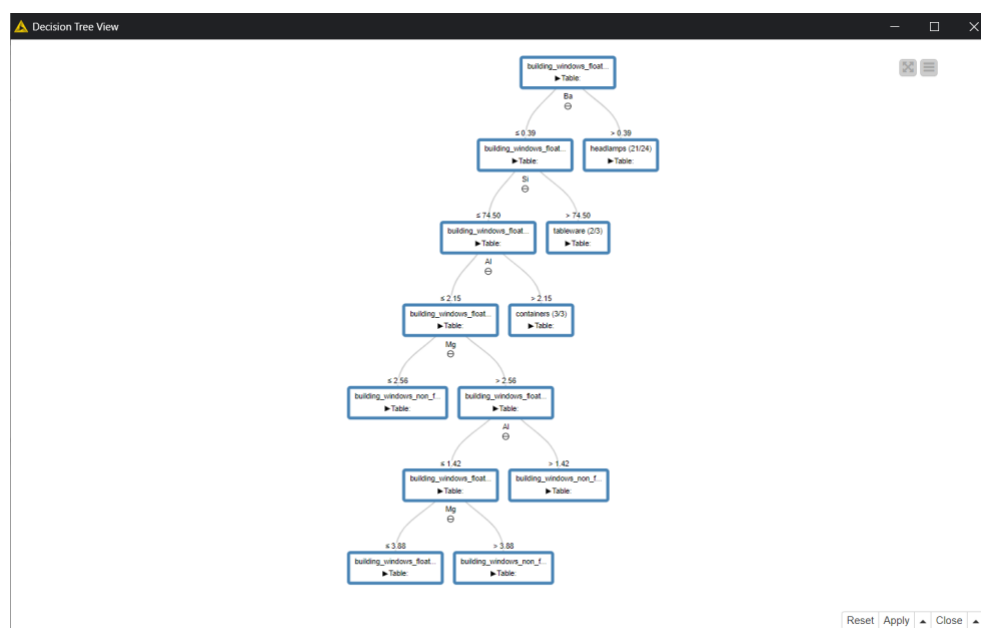 Decision Tree View
building_windows_float...
▶Table:
Ba
≤ 0.39
> 0.39
building_windows_float...
▶Table:
headlamps (21/24)
▶Table:
Si
≤ 74.50
> 74.50
building_windows_float...
▶Table:
tableware (2/3)
▶Table:
Al
≤ 2.15
> 2.15
building_windows_float...
▶Table:
containers (3/3)
▶Table:
Mg
≤ 2.56
> 2.56
building_windows_non_f...
▶Table:
building_windows_float...
▶Table:
Al
≤ 1.42
> 1.42
building_windows_float...
▶Table:
building_windows_non_f...
▶Table:
Mg
≤ 3.88
> 3.88
building_windows_float...
▶Table:
building_windows_non_f...
▶Table:
Reset Apply ▲ Close ▲